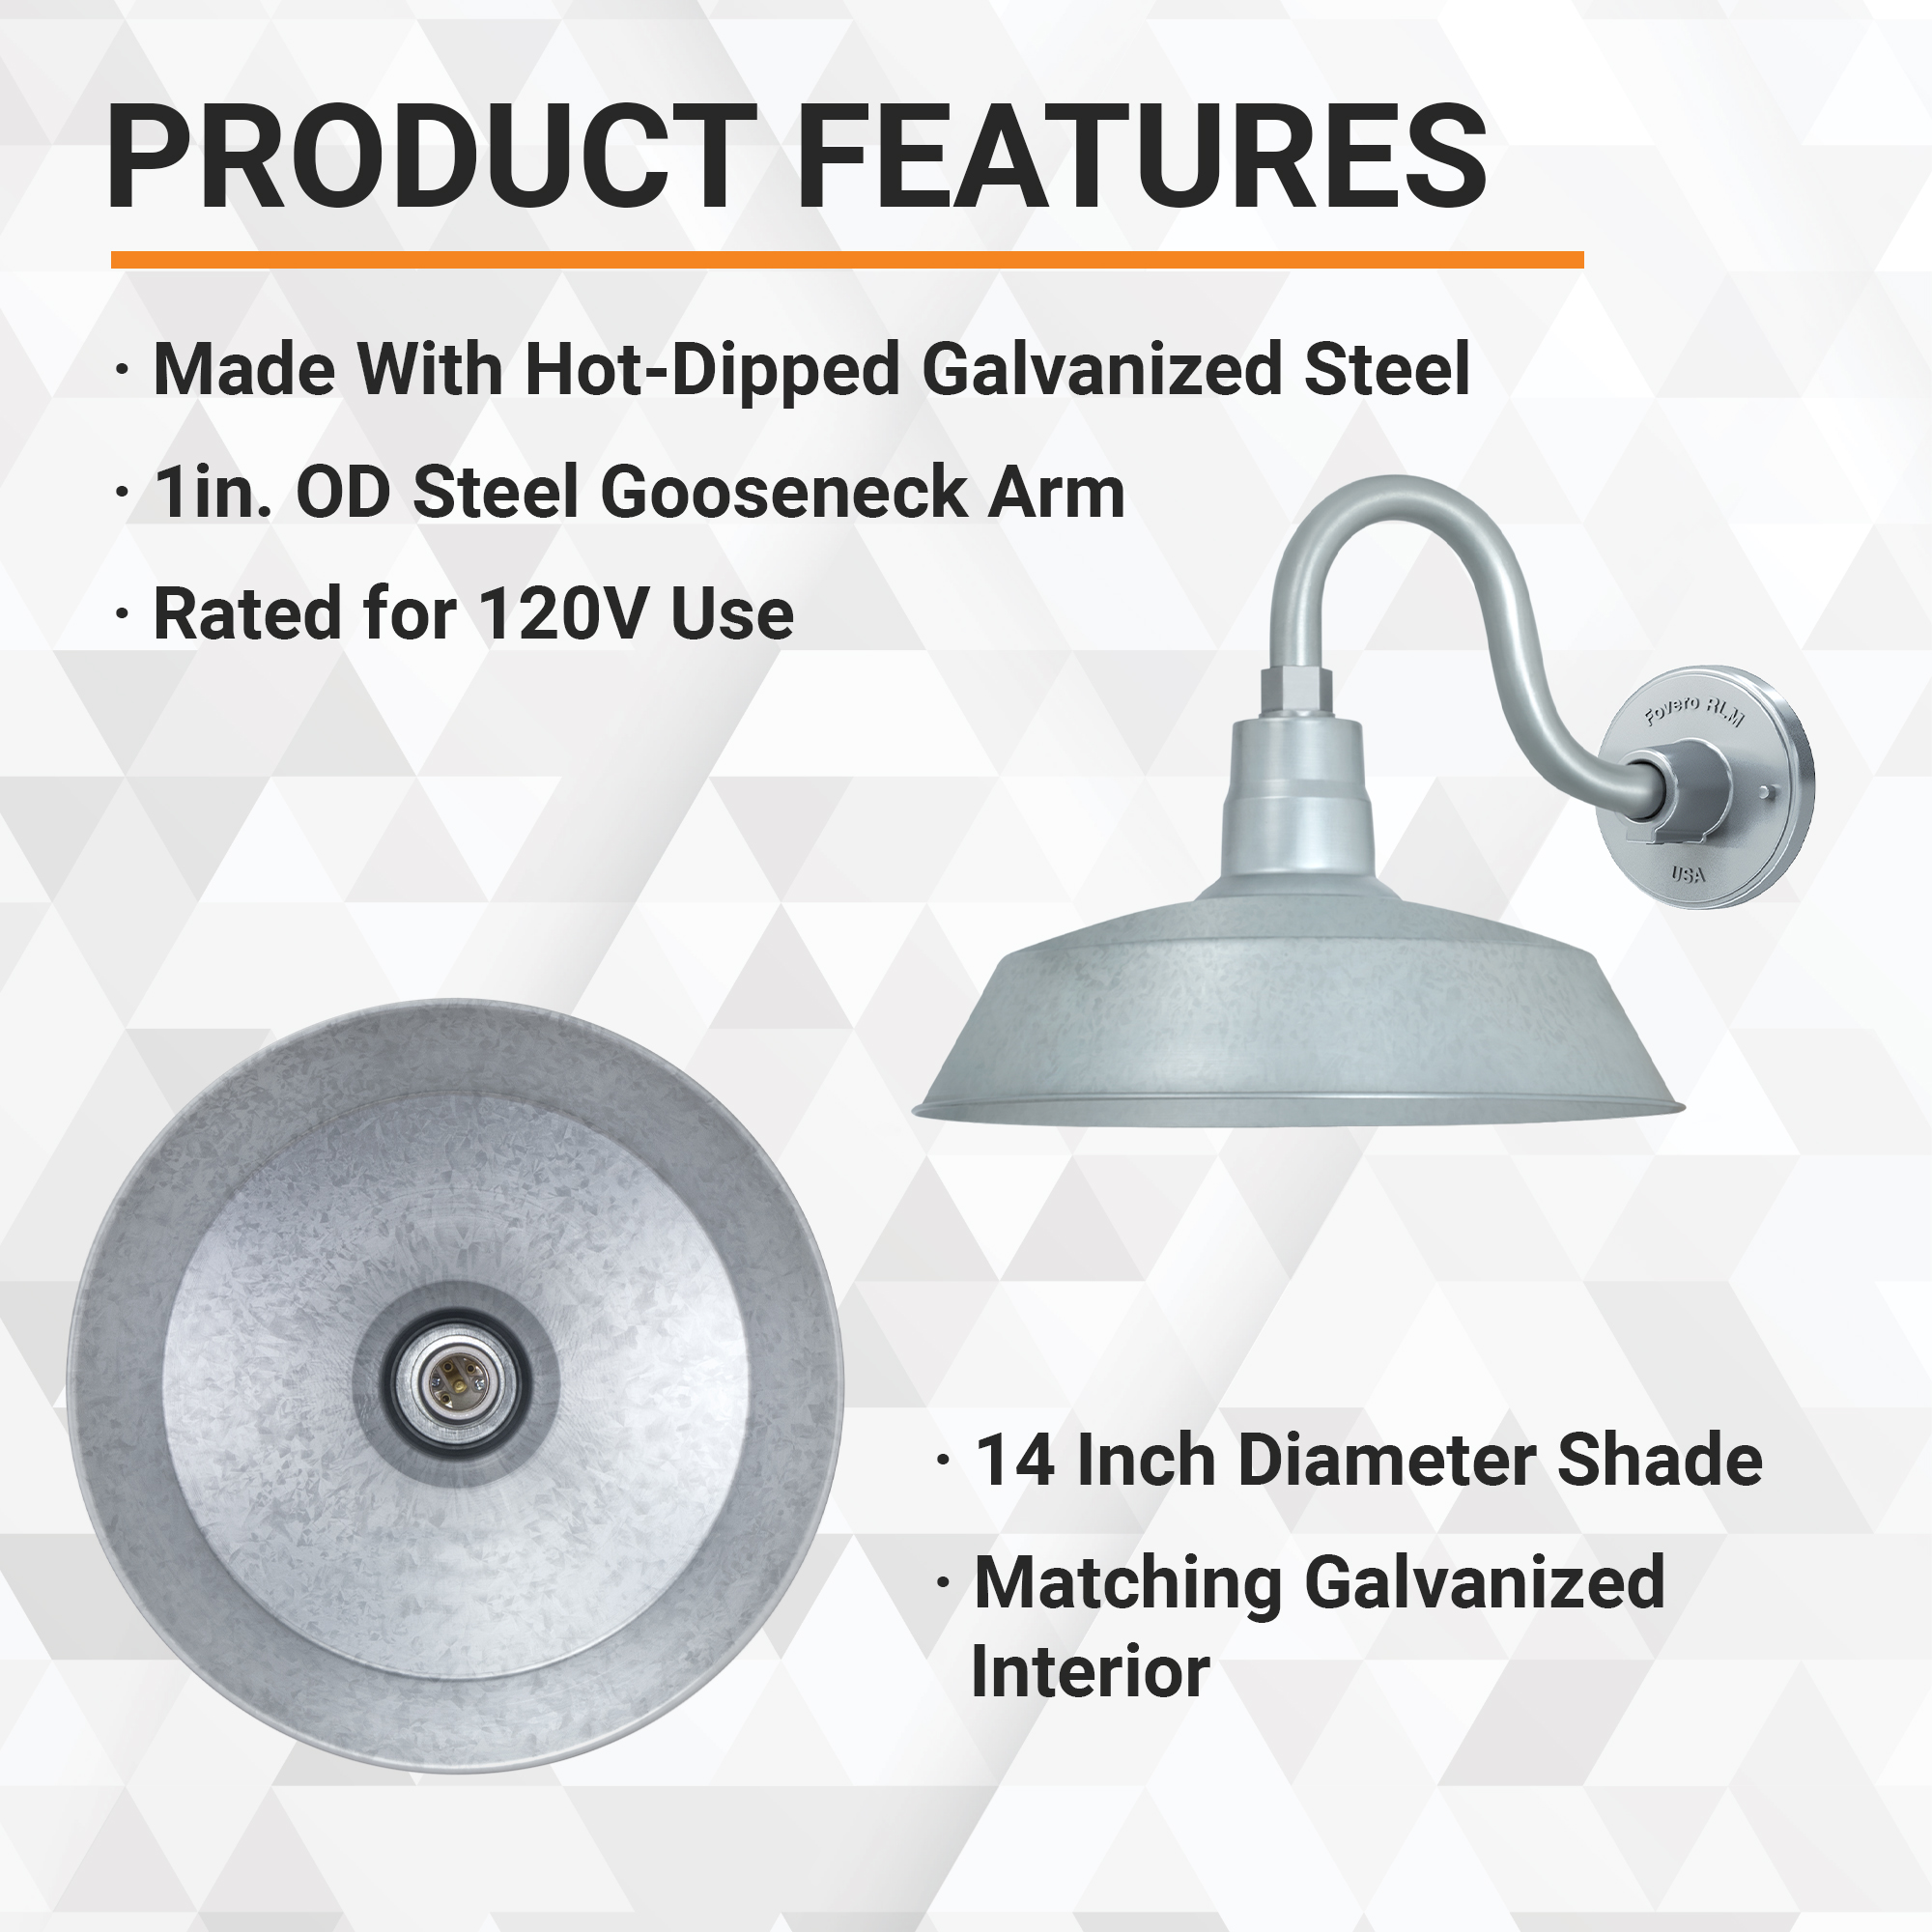 PRODUCT FEATURES
· Made With Hot-Dipped Galvanized Steel
· 1in. OD Steel Gooseneck Arm
· Rated for 120V Use
Fovero RLM
USA
· 14 Inch Diameter Shade
· Matching Galvanized
Interior